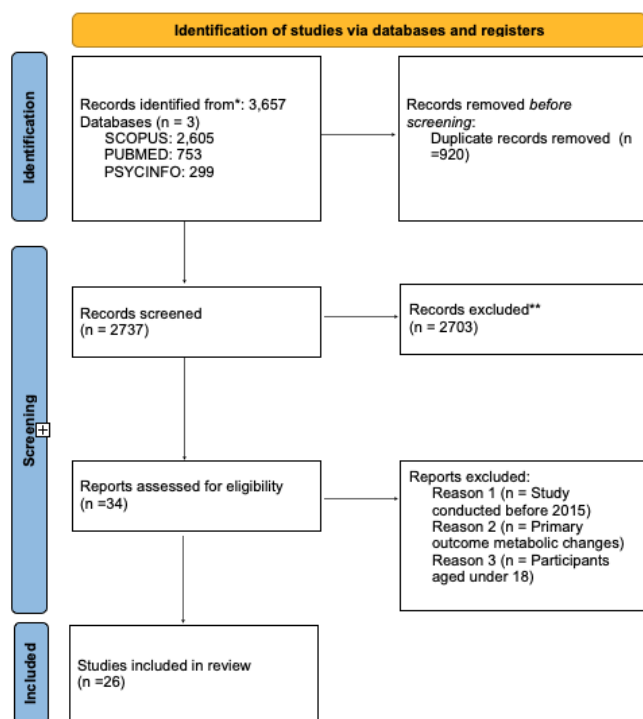 Identification of studies via databases and registers
Identification
Records identified from*: 3,657
Databases (n = 3)
SCOPUS: 2,605
PUBMED: 753
PSYCINFO: 299
Records removed before
screening:
Duplicate records removed (n
=920)
Screening
Records screened
(n = 2737)
Records excluded**
(n = 2703)
Reports assessed for eligibility
(n =34)
Reports excluded:
Reason 1 (n = Study
conducted before 2015)
Reason 2 (n = Primary
outcome metabolic changes)
Reason 3 (n = Participants
aged under 18)
Included
Studies included in review
(n =26)